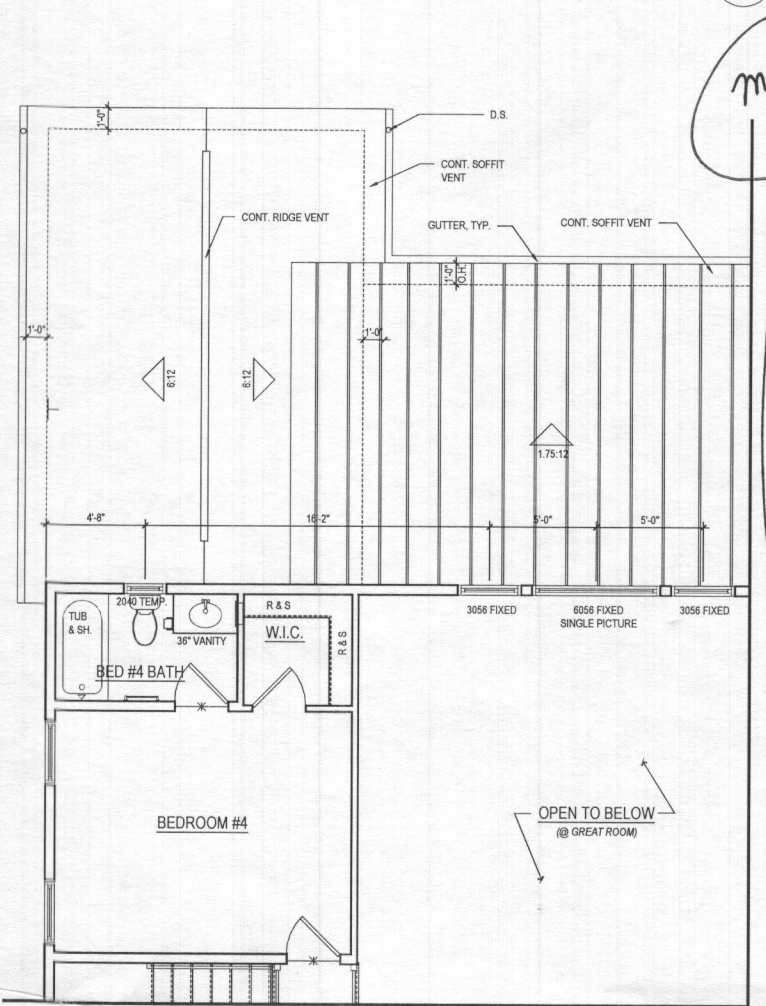 m
D.S.
1'-0"
CONT. SOFFIT
VENT
CONT. RIDGE VENT
GUTTER, TYP.
CONT. SOFFIT VENT
1'-0"
O.H.
1'-0"
1'-0"
6:12
6:12
1.75:12
4'-8"
16'-2"
5'-0"
5'-0"
2040 TEMP.
TUB
& SH.
36" VANITY
R & S
W.I.C.
R & S
3056 FIXED
6056 FIXED
SINGLE PICTURE
3056 FIXED
BED #4 BATH
BEDROOM #4
OPEN TO BELOW
(@ GREAT ROOM)